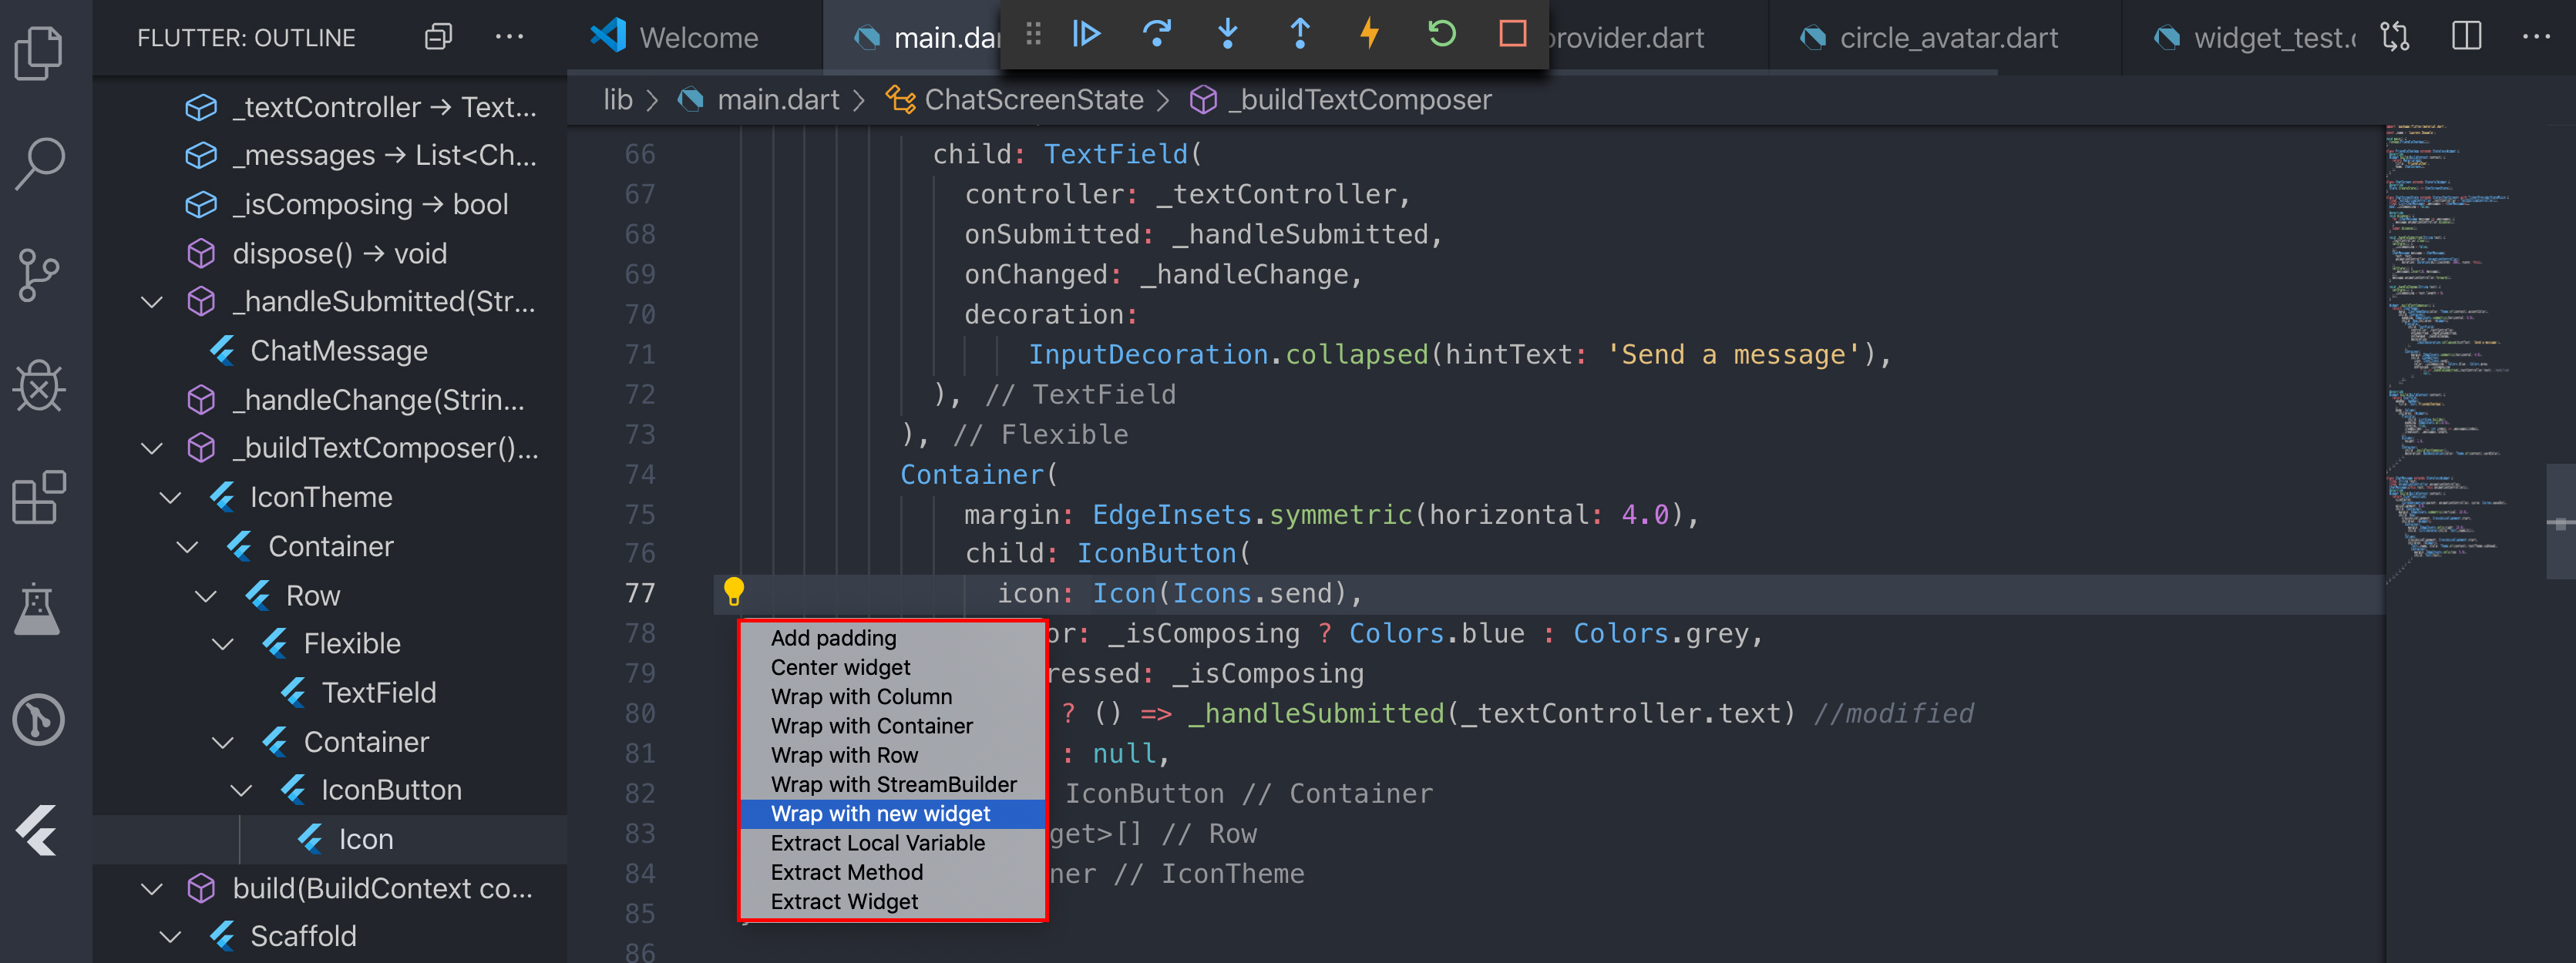 FLUTTER: OUTLINE
_textController → Text...
_messages → List<Ch...
_isComposing → bool
dispose() → void
_handleSubmitted(Str...
ChatMessage
_handleChange(Strin...
_buildTextComposer()...
IconTheme
Container
Row
Flexible
TextField
Container
IconButton
Icon
build(BuildContext co...
Scaffold
Welcome
main.dar
provider.dart
circle_avatar.dart
widget_test.
lib > main.dart > ChatScreenState > _buildTextComposer
66 child: TextField(
67 controller: _textController,
68 onSubmitted: _handleSubmitted,
69 onChanged: _handleChange,
70 decoration:
71 InputDecoration.collapsed(hintText: 'Send a message'),
72 ), // TextField
73 ), // Flexible
74 Container(
75 margin: EdgeInsets.symmetric(horizontal: 4.0),
76 child: IconButton(
77 icon: Icon(Icons.send),
78 or: _isComposing ? Colors.blue : Colors.grey,
79 ressed: _isComposing
80 ? () => _handleSubmitted(_textController.text) //modified
81 : null,
82 IconButton // Container
83 get>[] // Row
84 ner // IconTheme
85
86
Add padding
Center widget
Wrap with Column
Wrap with Container
Wrap with Row
Wrap with StreamBuilder
Wrap with new widget
Extract Local Variable
Extract Method
Extract Widget